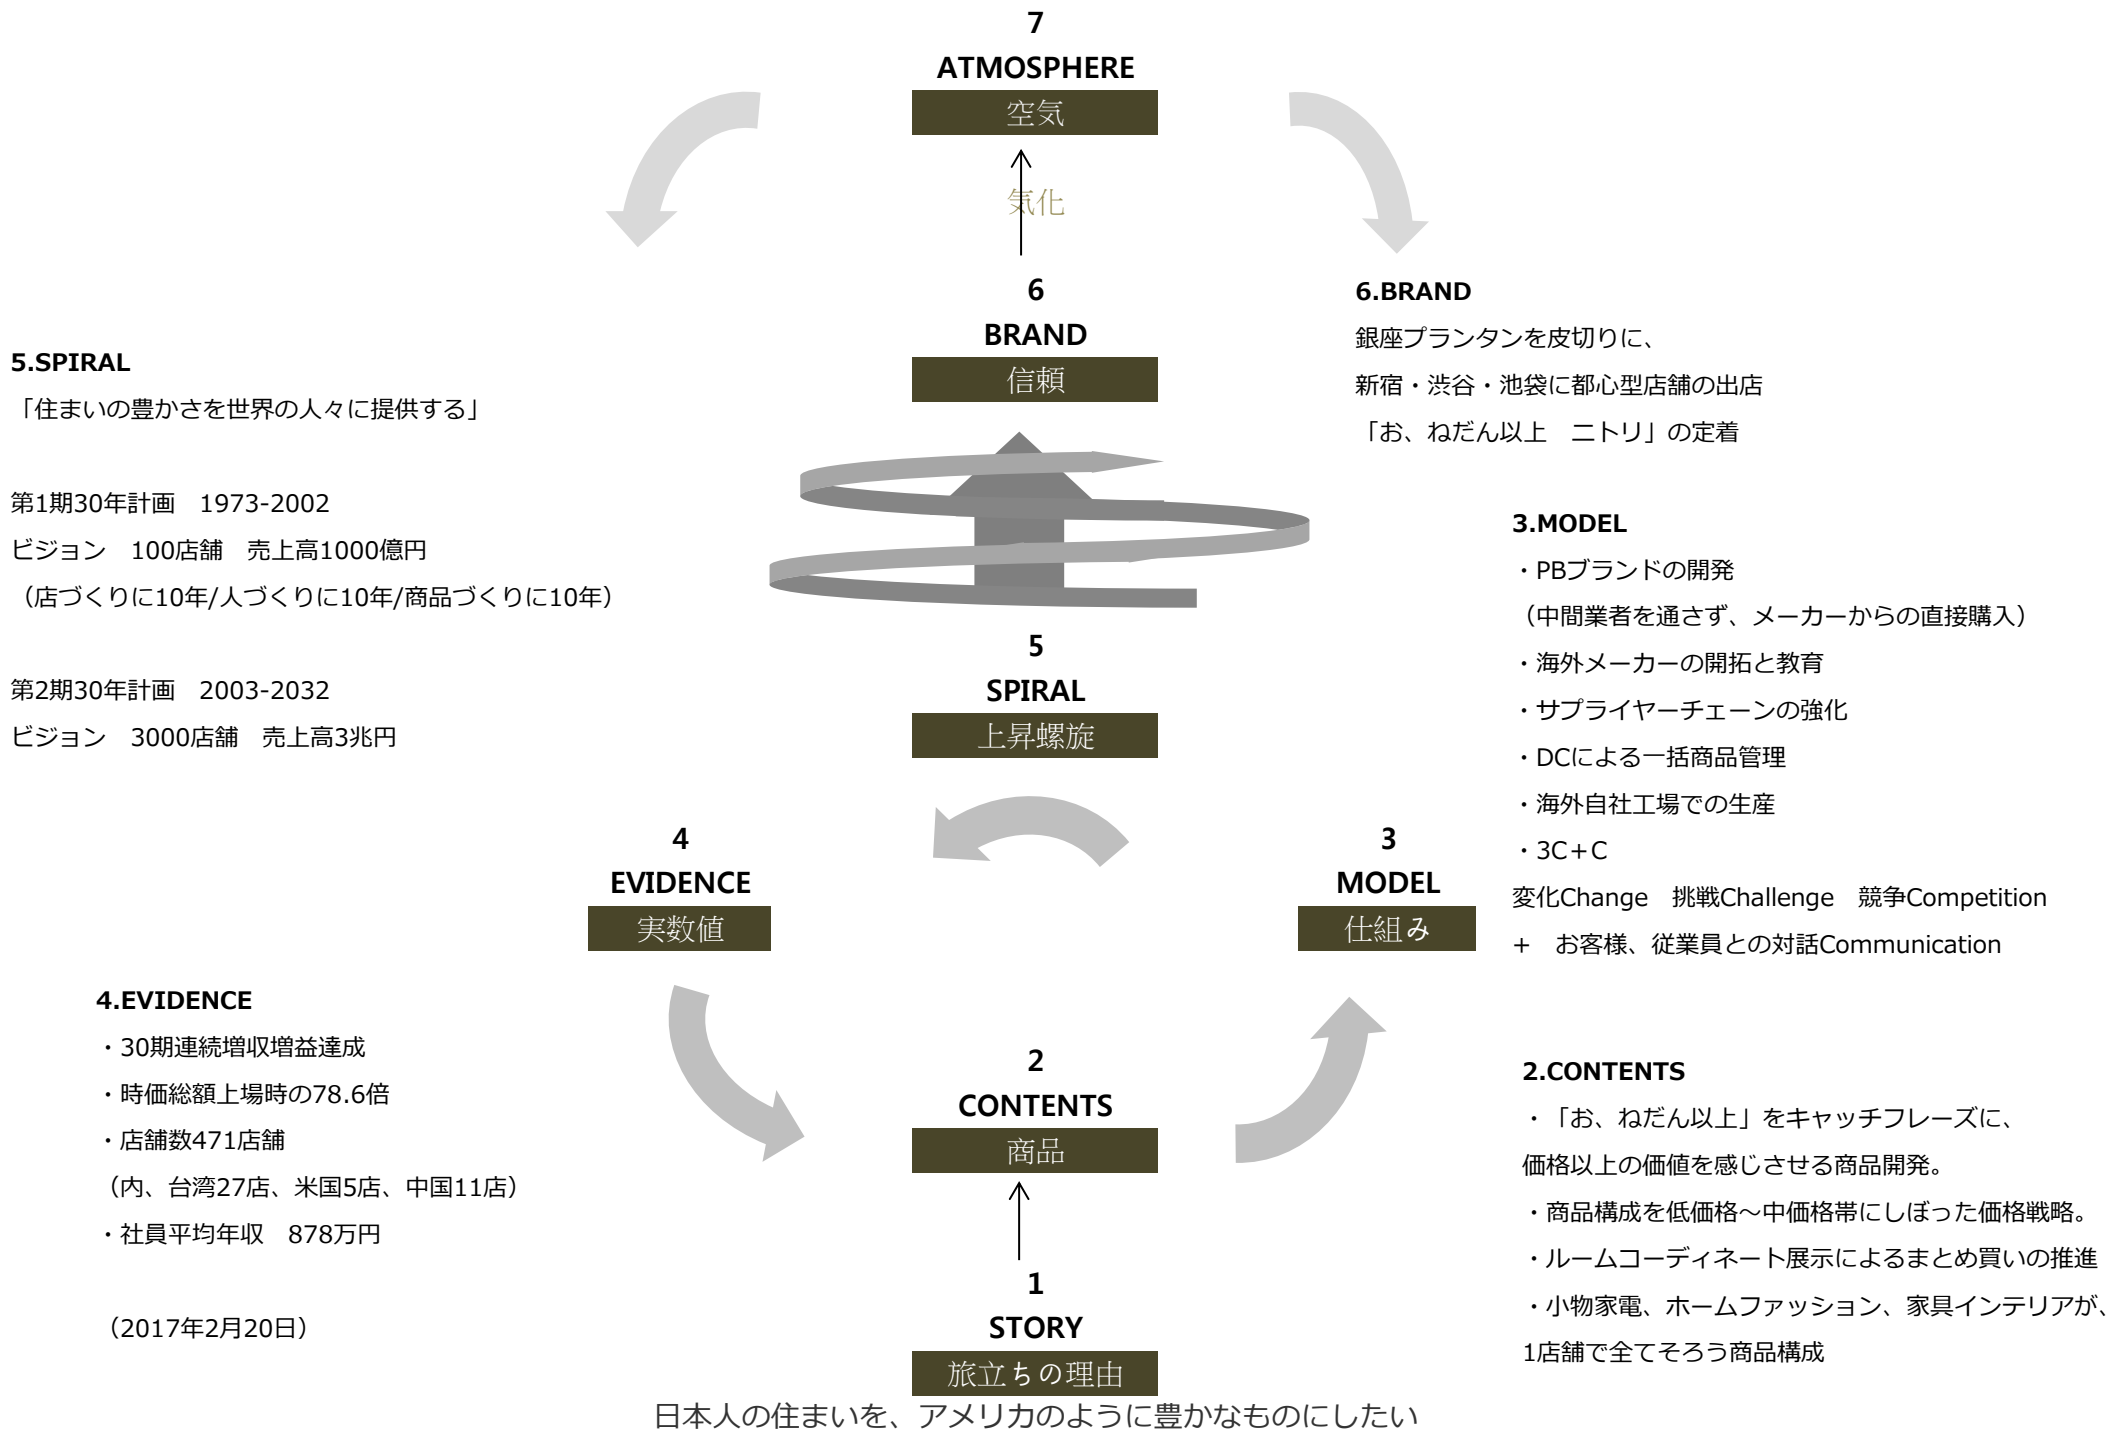 7
ATMOSPHERE
空気
気化
6
BRAND
信頼
6.BRAND
銀座プランタンを皮切りに、
新宿・渋谷・池袋に都心型店舗の出店
「お、ねだん以上　ニトリ」の定着
5.SPIRAL
「住まいの豊かさを世界の人々に提供する」
第1期30年計画　1973-2002
ビジョン　100店舗　売上高1000億円
（店づくりに10年/人づくりに10年/商品づくりに10年）
第2期30年計画　2003-2032
ビジョン　3000店舗　売上高3兆円
5
SPIRAL
上昇螺旋
3.MODEL
・PBブランドの開発
（中間業者を通さず、メーカーからの直接購入）
・海外メーカーの開拓と教育
・サプライヤーチェーンの強化
・DCによる一括商品管理
・海外自社工場での生産
・3C＋C
変化Change　挑戦Challenge　競争Competition
+　お客様、従業員との対話Communication
4
EVIDENCE
実数値
3
MODEL
仕組み
4.EVIDENCE
・30期連続増収増益達成
・時価総額上場時の78.6倍
・店舗数471店舗
（内、台湾27店、米国5店、中国11店）
・社員平均年収　878万円
（2017年2月20日）
2
CONTENTS
商品
2.CONTENTS
・「お、ねだん以上」をキャッチフレーズに、
価格以上の価値を感じさせる商品開発。
・商品構成を低価格～中価格帯にしぼった価格戦略。
・ルームコーディネート展示によるまとめ買いの推進
・小物家電、ホームファッション、家具インテリアが、
1店舗で全てそろう商品構成
1
STORY
旅立ちの理由
日本人の住まいを、アメリカのように豊かなものにしたい